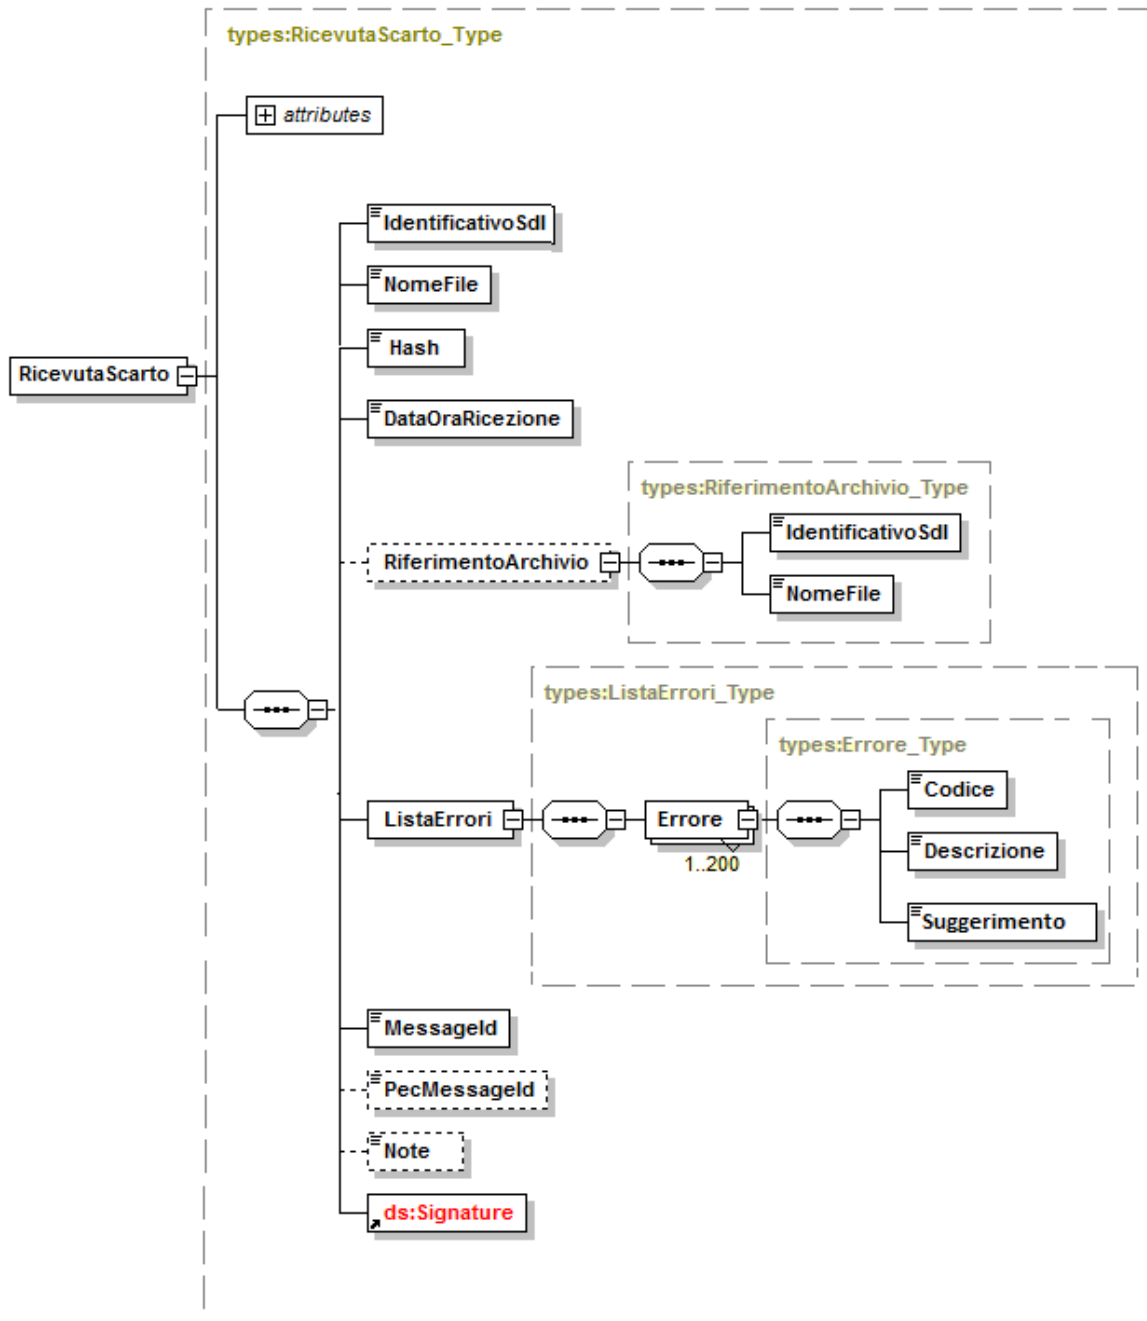 types:RicevutaScarto_Type
attributes
IdentificativoSdI
NomeFile
Hash
RicevutaScarto
DataOraRicezione
types:RiferimentoArchivio_Type
IdentificativoSdI
RiferimentoArchivio
NomeFile
types:ListaErrori_Type
types:Errore_Type
Codice
ListaErrori
Errore
Descrizione
1..200
Suggerimento
MessageId
PecMessageId
Note
ds:Signature